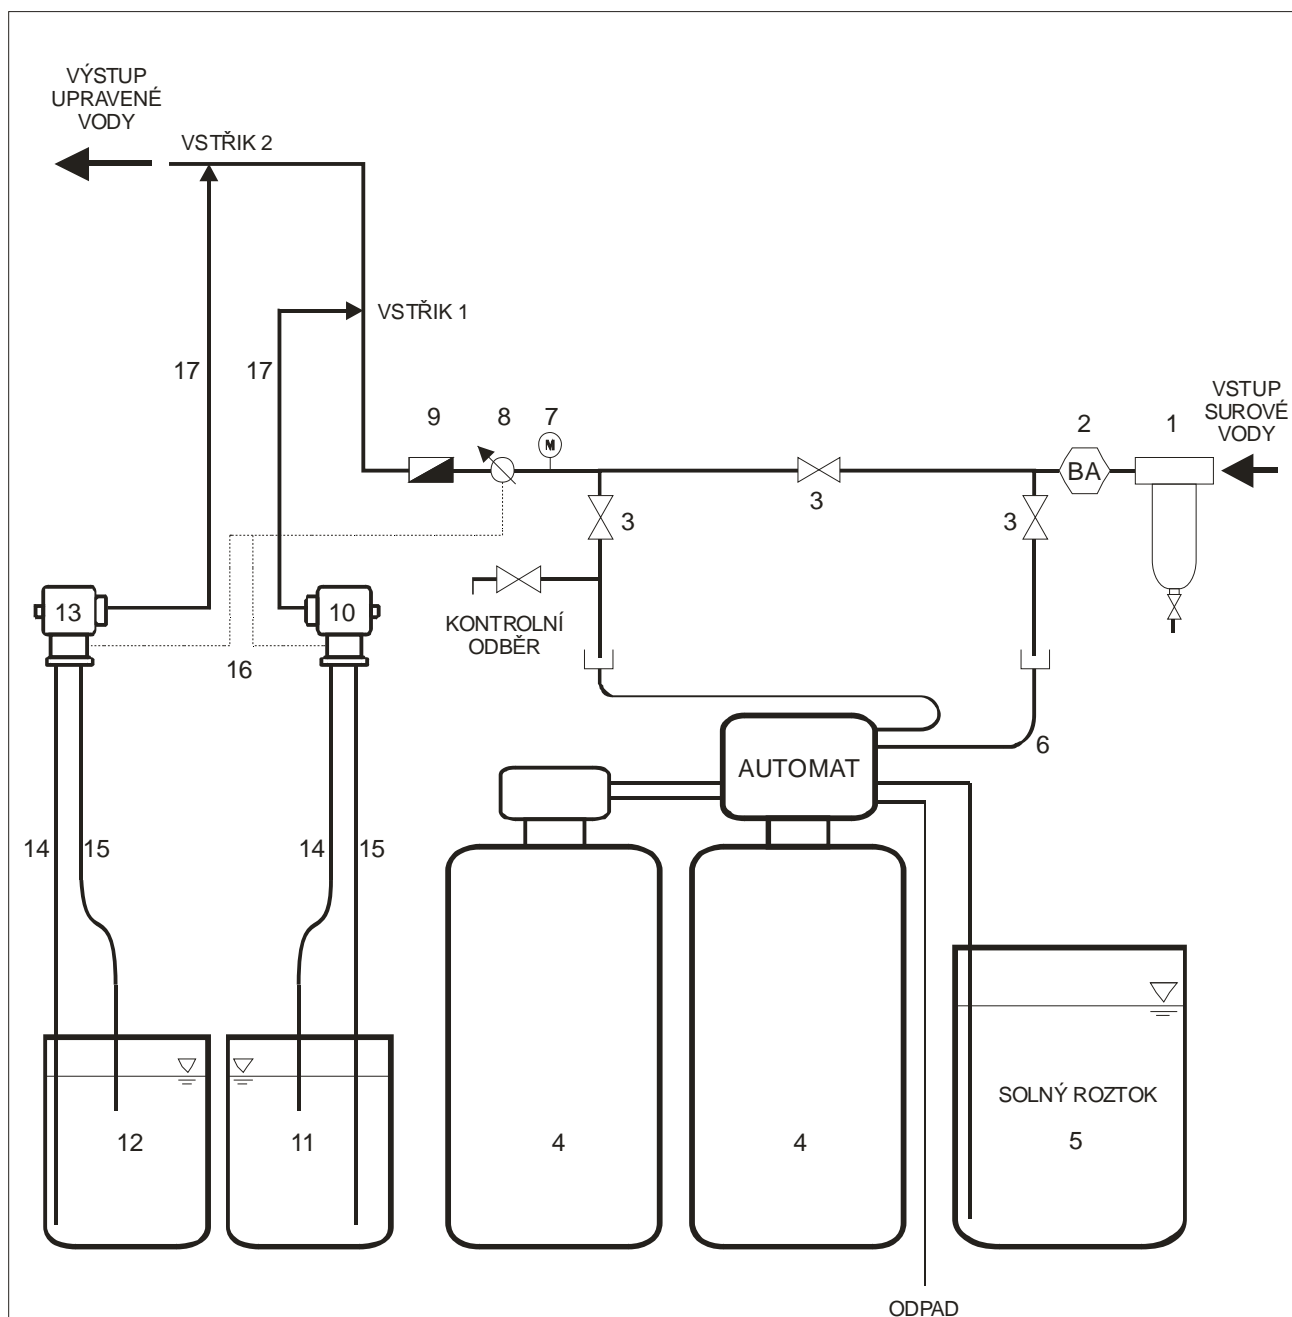 VÝSTUP
UPRAVENÉ
VODY
VSTŘIK 2
VSTŘIK 1
17
17
VSTUP
SUROVÉ
VODY
9
8
7
2
1
M
BA
3
3
3
13
10
KONTROLNÍ
ODBĚR
16
6
AUTOMAT
14
15
14
15
SOLNÝ ROZTOK
12
11
4
4
5
ODPAD